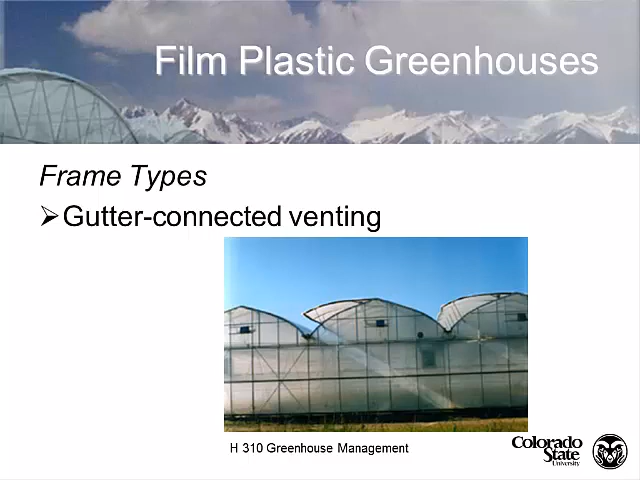 Film Plastic Greenhouses
Frame Types
Gutter-connected venting
H 310 Greenhouse Management
Colorado
State
University